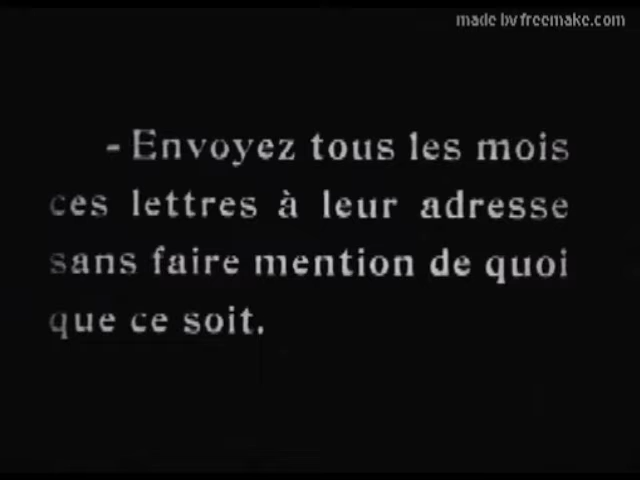 made by freemake.com
- Envoyez tous les mois
ces lettres à leur adresse
sans faire mention de quoi
que ce soit.